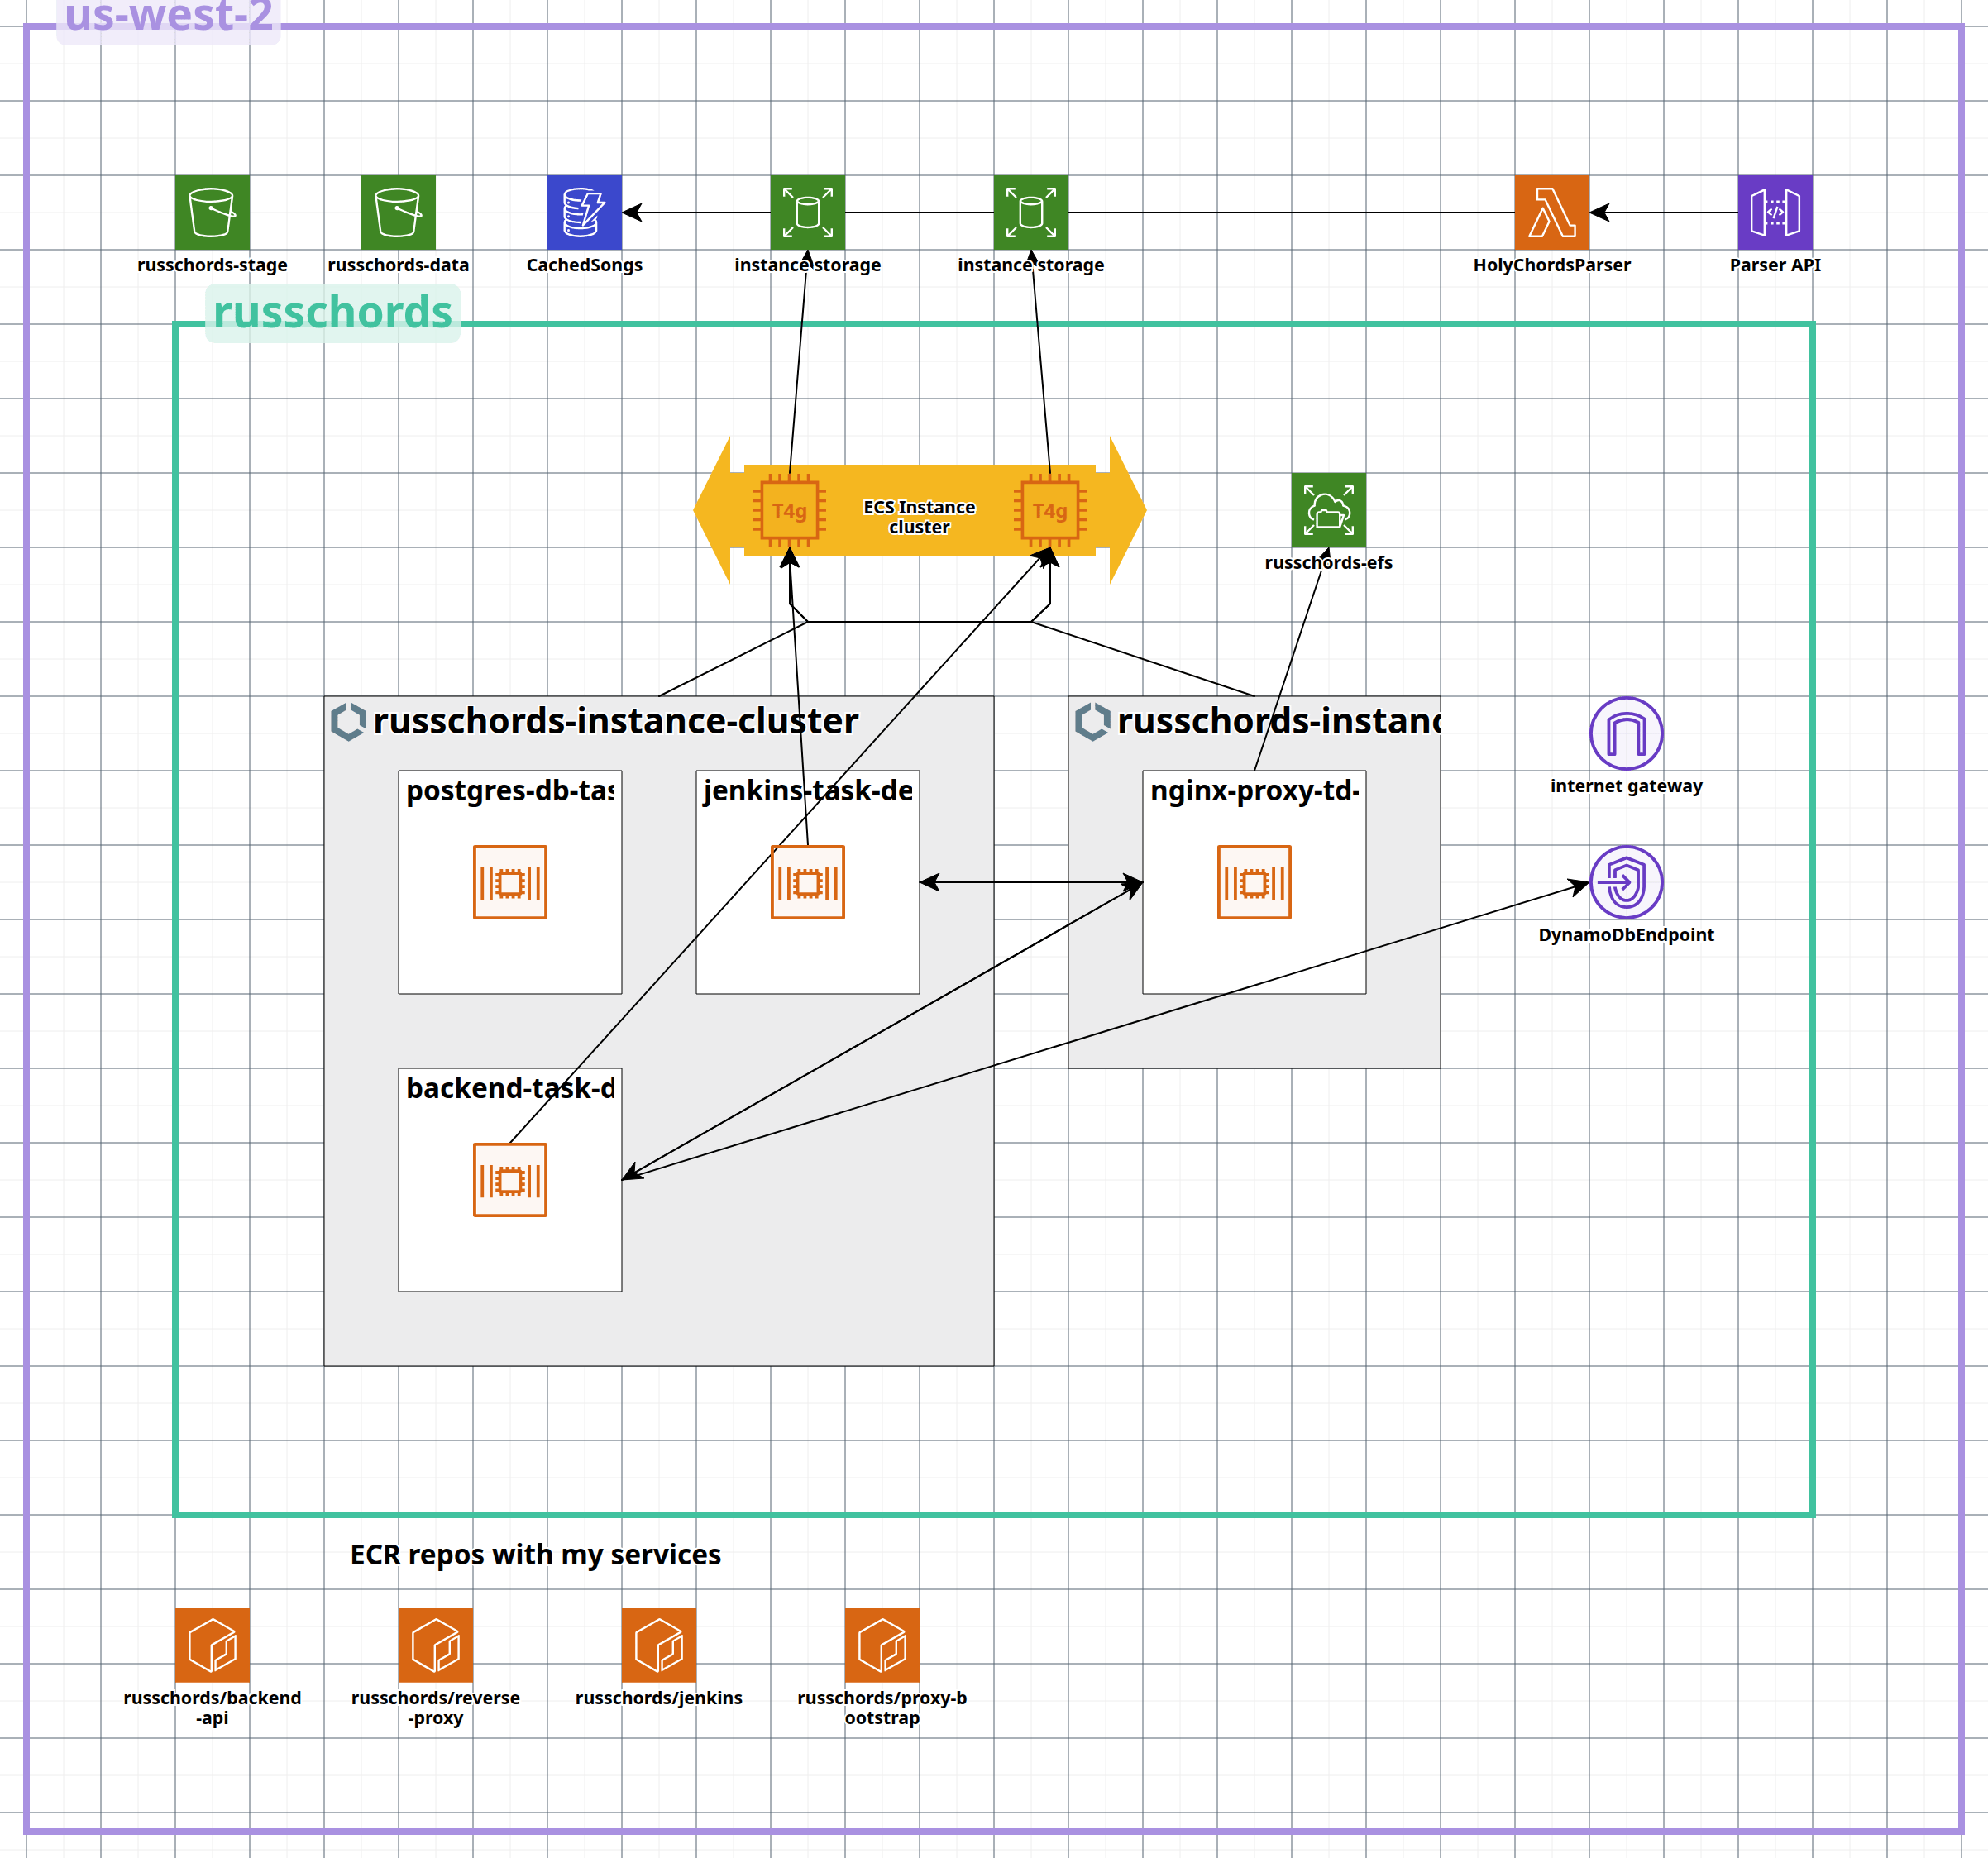 us-west-2
russchords-stage
russchords-data
CachedSongs
instance storage
instance storage
HolyChordsParser
Parser API
russchords
T4g
ECS Instance
cluster
T4g
russchords-efs
russchords-instance-cluster
russchords-instanc
internet gateway
postgres-db-tas
jenkins-task-de
nginx-proxy-td-
DynamoDbEndpoint
backend-task-d
ECR repos with my services
russchords/backend
-api
russchords/reverse
-proxy
russchords/jenkins
russchords/proxy-b
ootstrap